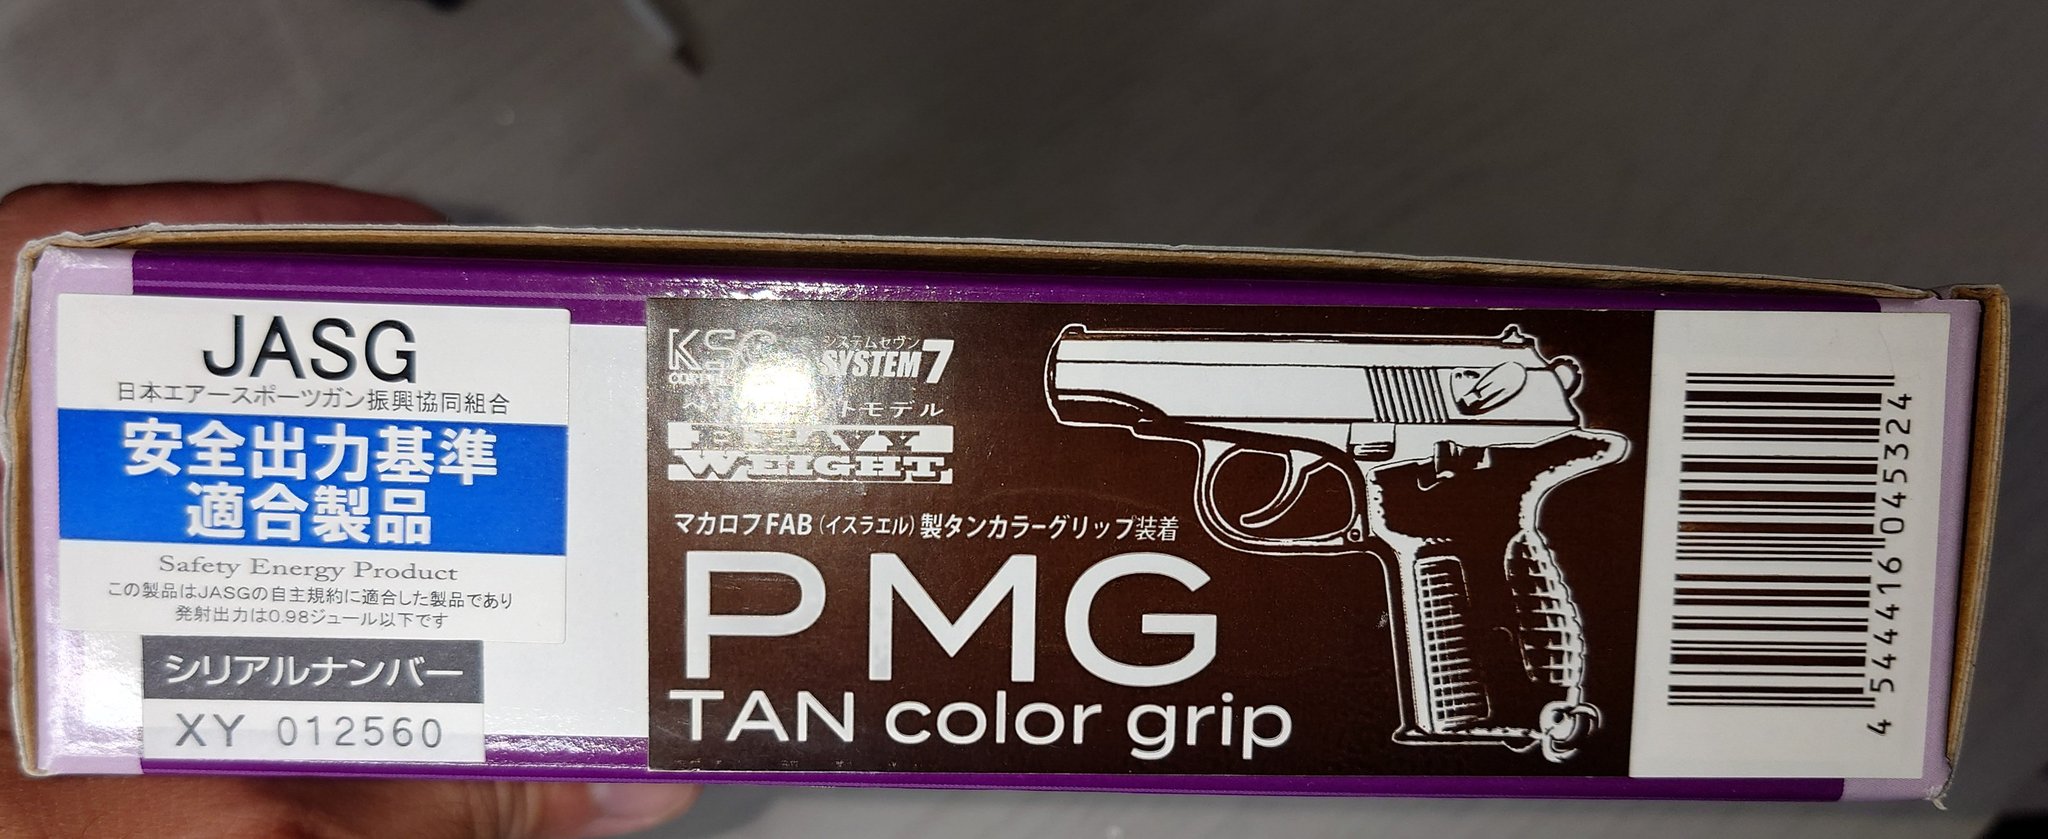 JASG
日本エアースポーツガン振興協同組合
安全出力基準
適合製品
Safety Energy Product
この製品はJASGの自主規約に適合した製品であり
発射出力は0.98ジュール以下です
シリアルナンバー
XY 012560
KSC
システムセヴン
SYSTEM 7
トモデル
HEAVY
WEIGHT
マカロフFAB（イスラエル）製タンカラーグリップ装着
PMG
TAN color grip
4 544416 045324